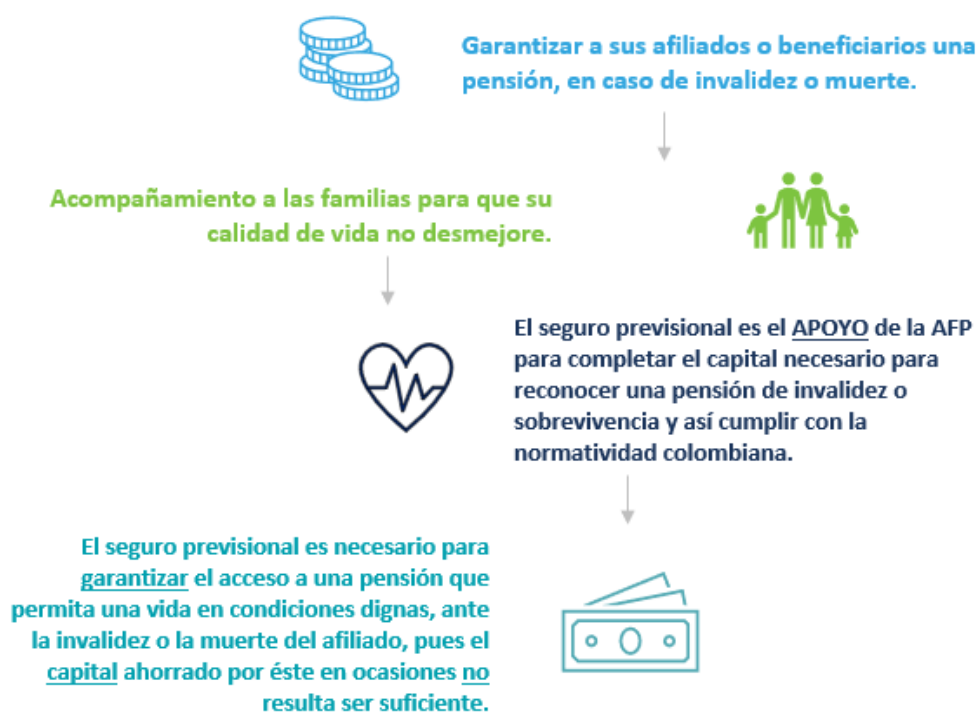 Garantizar a sus afiliados o beneficiarios una
pensión, en caso de invalidez o muerte.
Acompañamiento a las familias para que su
calidad de vida no desmejore.
El seguro previsional es el APOYO de la AFP
para completar el capital necesario para
reconocer una pensión de invalidez o
sobrevivencia y así cumplir con la
normatividad colombiana.
El seguro previsional es necesario para
garantizar el acceso a una pensión que
permita una vida en condiciones dignas, ante
la invalidez o la muerte del afiliado, pues el
capital ahorrado por éste en ocasiones no
resulta ser suficiente.